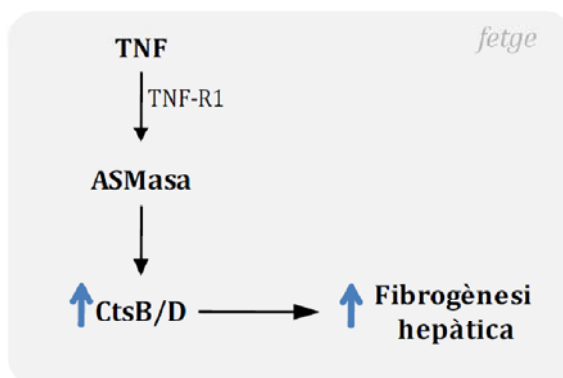 fetge
TNF
TNF-R1
ASMasa
CtsB/D
Fibrogènesi
hepàtica